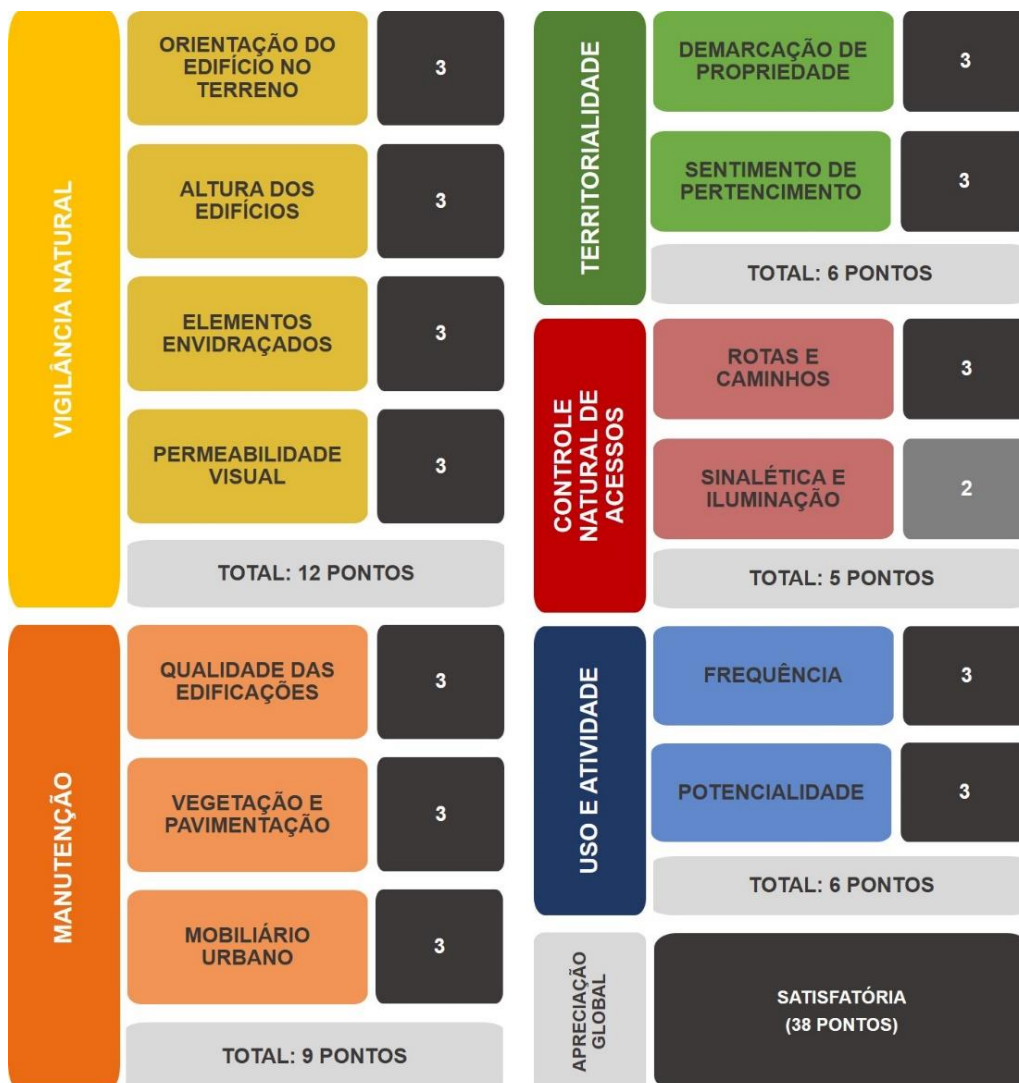 VIGILÂNCIA NATURAL
ORIENTAÇÃO DO
EDIFÍCIO NO
TERRENO
3
ALTURA DOS
EDIFÍCIOS
3
ELEMENTOS
ENVIDRAÇADOS
3
PERMEABILIDADE
VISUAL
3
TOTAL: 12 PONTOS
MANUTENÇÃO
QUALIDADE DAS
EDIFICAÇÕES
3
VEGETAÇÃO E
PAVIMENTAÇÃO
3
MOBILIÁRIO
URBANO
3
TOTAL: 9 PONTOS
TERRITORIALIDADE
DEMARCAÇÃO DE
PROPRIEDADE
3
SENTIMENTO DE
PERTENCIMENTO
3
TOTAL: 6 PONTOS
CONTROLE
NATURAL DE
ACESSOS
ROTAS E
CAMINHOS
3
SINALÉTICA E
ILUMINAÇÃO
2
TOTAL: 5 PONTOS
USO E ATIVIDADE
FREQUÊNCIA
3
POTENCIALIDADE
3
TOTAL: 6 PONTOS
APRECIAÇÃO
GLOBAL
SATISFATÓRIA
(38 PONTOS)